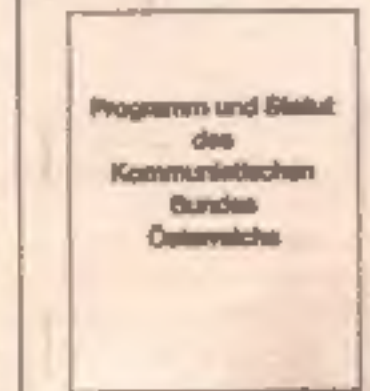 Programm und Statut
des
Kommunistischen
Bundes
Österreichs